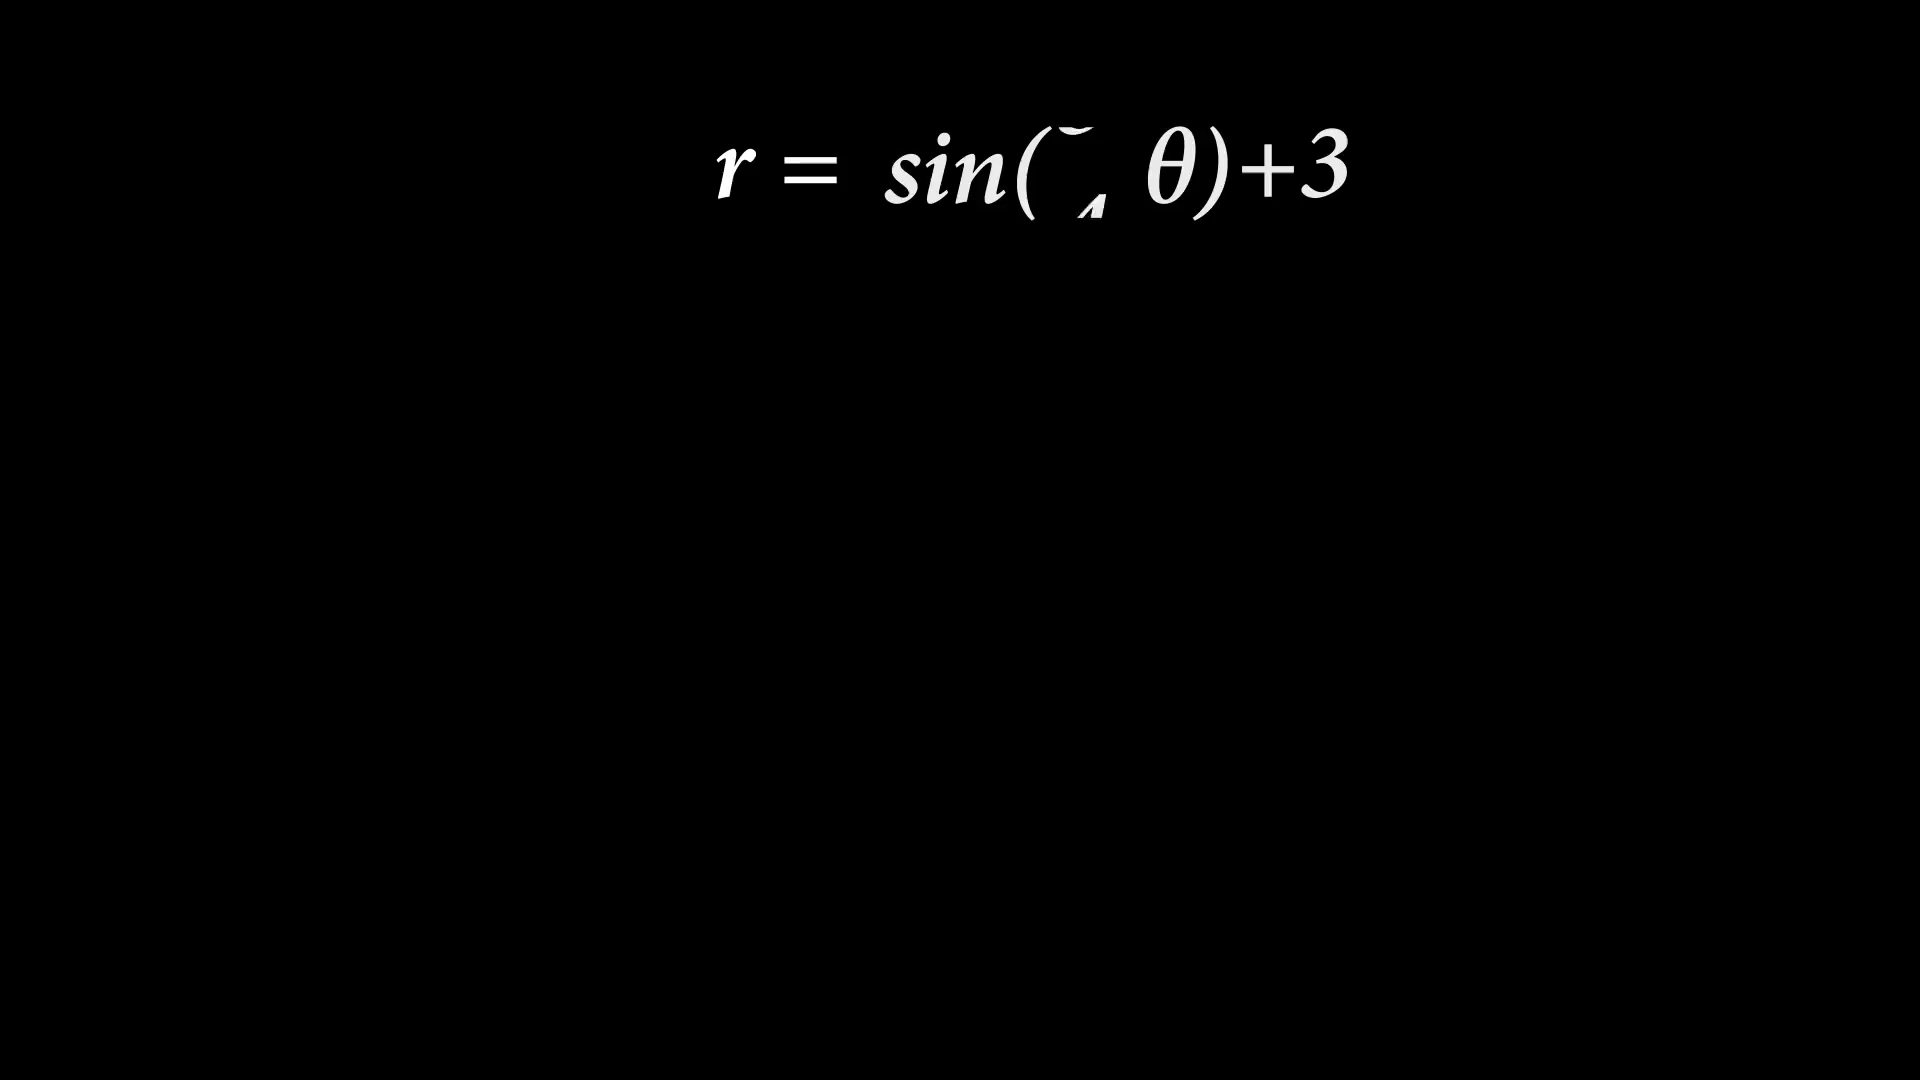 r = sin( θ)+3